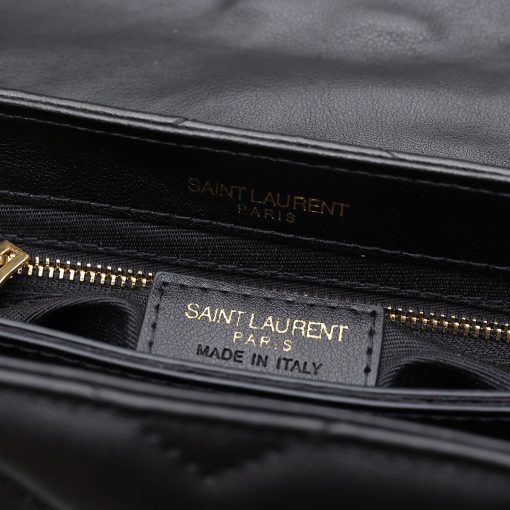 SAINT LAURENT
PARIS
SAINT LAURENT
PARIS
MADE IN ITALY